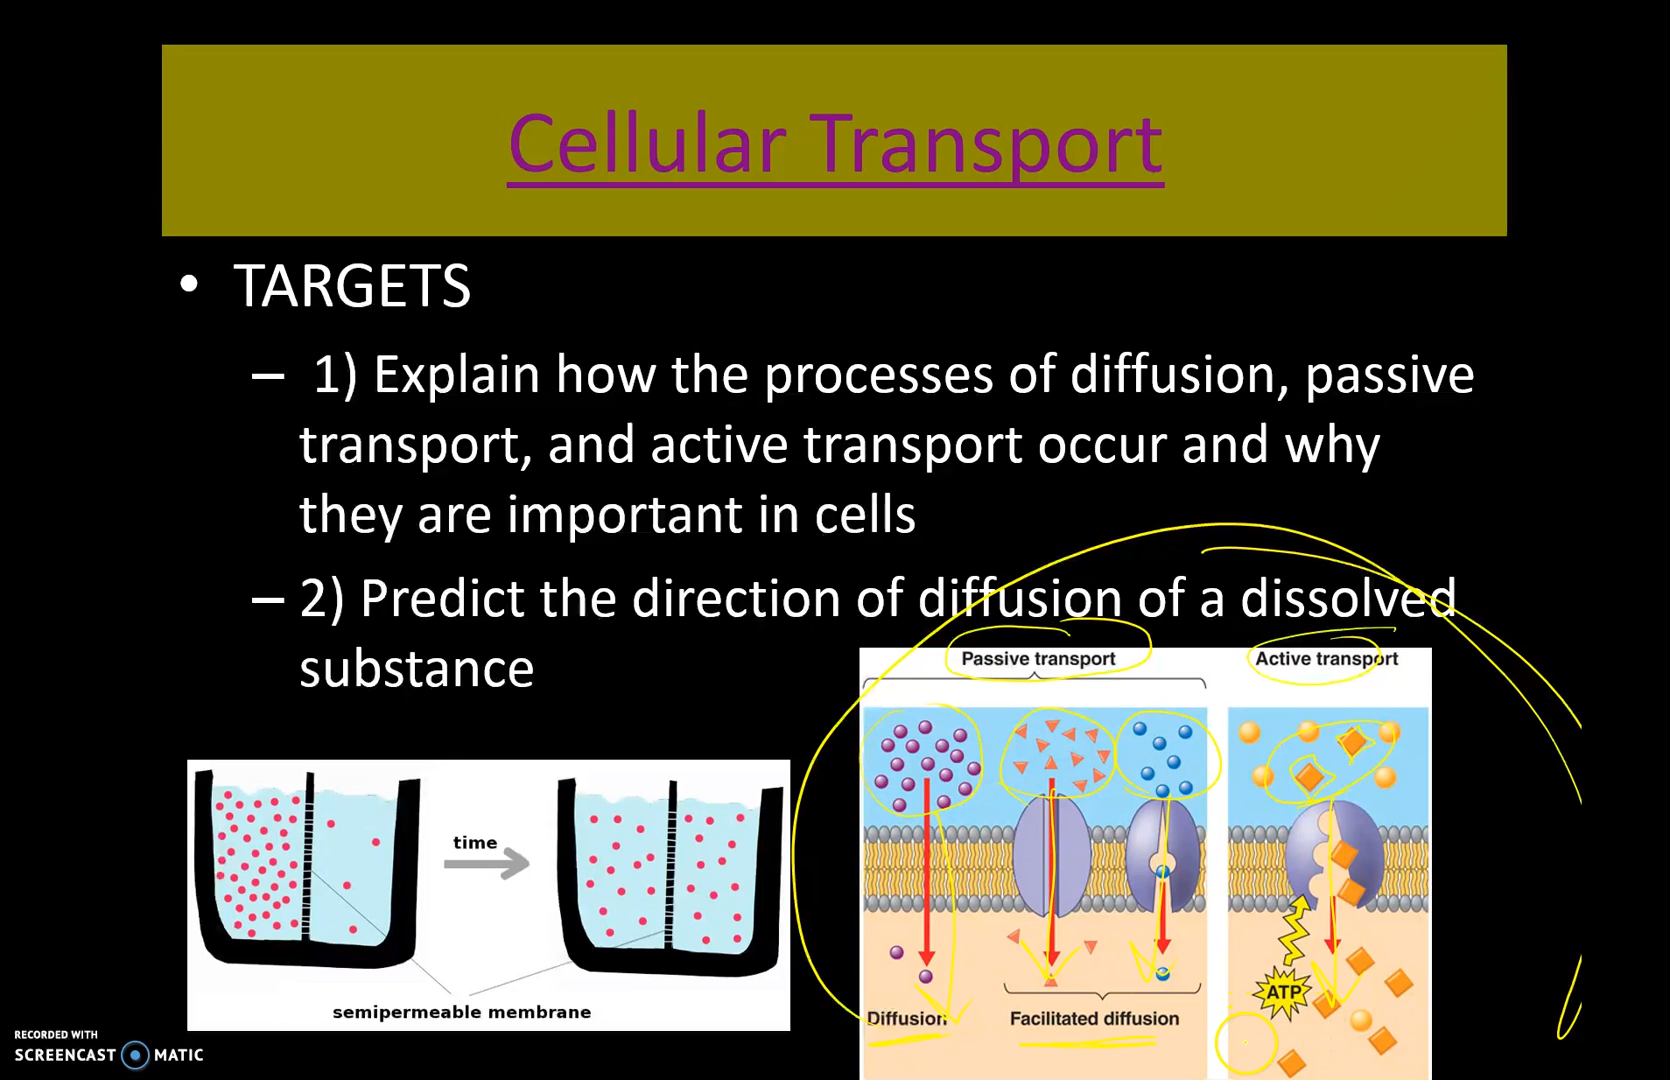 Cellular Transport
• TARGETS
– 1) Explain how the processes of diffusion, passive
transport, and active transport occur and why
they are important in cells
– 2) Predict the direction of diffusion of a dissolved
substance
Passive transport
Active transport
time
semipermeable membrane
ATP
Diffusion
Facilitated diffusion
RECORDED WITH
SCREENCAST MATIC